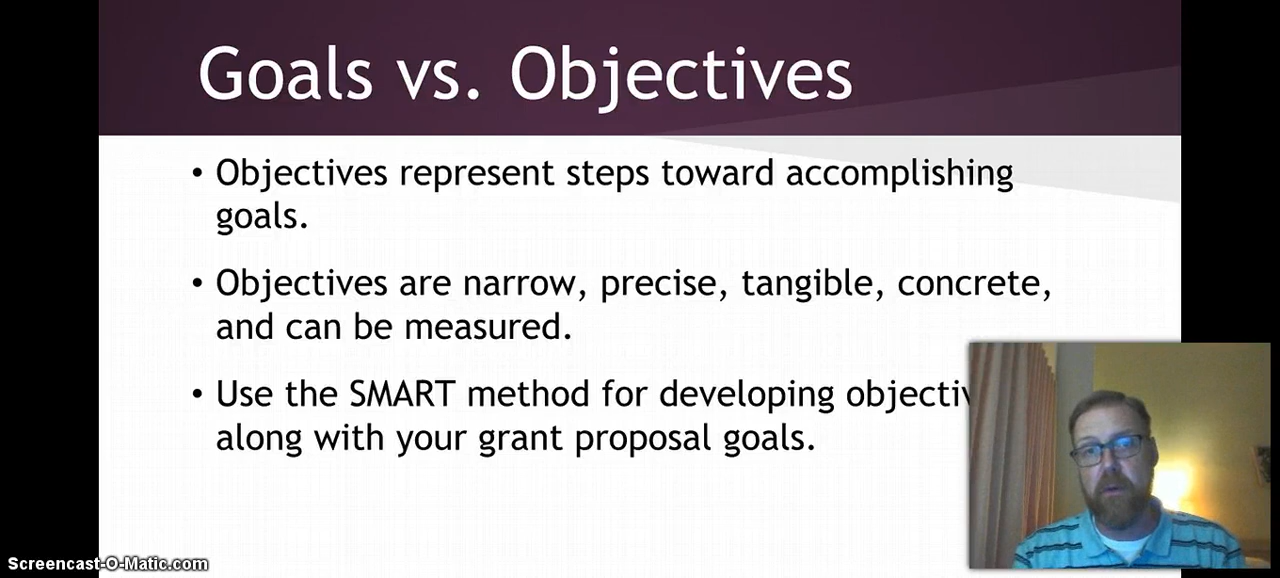 Goals vs. Objectives
• Objectives represent steps toward accomplishing
goals.
• Objectives are narrow, precise, tangible, concrete,
and can be measured.
• Use the SMART method for developing
along with your grant proposal goals.
Screencast-O-Matic.com